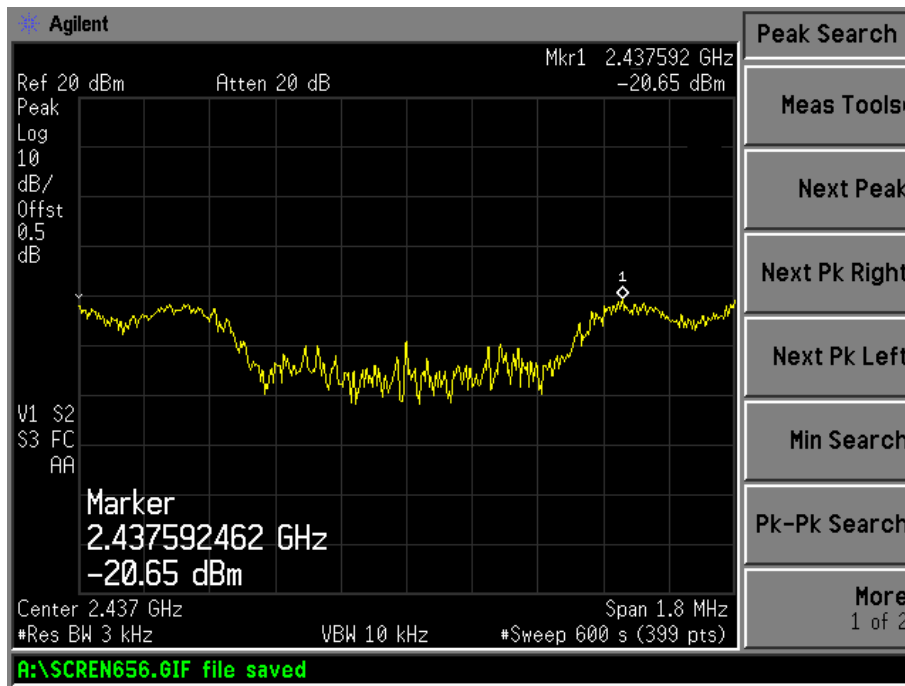 Agilent
Mkr1 2.437592 GHz
Ref 20 dBm Atten 20 dB -20.65 dBm
Peak
Log
10
dB/
Offst
0.5
dB
1
V1 S2
S3 FC
AA
Marker
2.437592462 GHz
-20.65 dBm
Center 2.437 GHz Span 1.8 MHz
#Res BW 3 kHz VBW 10 kHz #Sweep 600 s (399 pts)
A:\SCREN656.GIF file saved
Peak Search
Meas Tools
Next Peak
Next Pk Right
Next Pk Left
Min Search
Pk-Pk Search
More
1 of 2